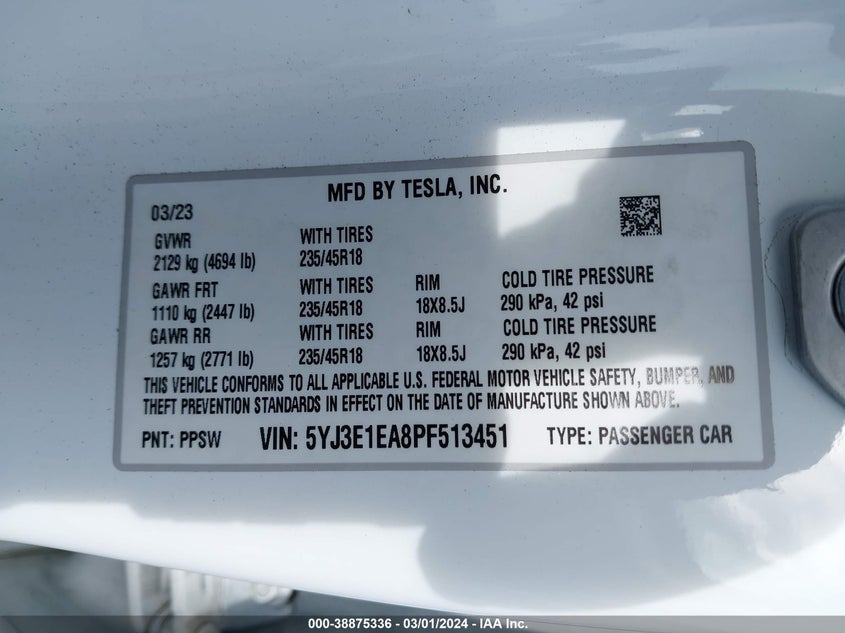 MFD BY TESLA, INC.
03/23
GVWR WITH TIRES
2129 kg (4694 lb) 235/45R18
GAWR FRT WITH TIRES RIM COLD TIRE PRESSURE
1110 kg (2447 lb) 235/45R18 18X8.5J 290 kPa, 42 psi
GAWR RR WITH TIRES RIM COLD TIRE PRESSURE
1257 kg (2771 lb) 235/45R18 18X8.5J 290 kPa, 42 psi
THIS VEHICLE CONFORMS TO ALL APPLICABLE U.S. FEDERAL MOTOR VEHICLE SAFETY, BUMPER, AND
THEFT PREVENTION STANDARDS IN EFFECT ON THE DATE OF MANUFACTURE SHOWN ABOVE.
PNT: PPSW VIN: 5YJ3E1EA8PF513451 TYPE: PASSENGER CAR
000-38875336 - 03/01/2024 - IAA Inc.